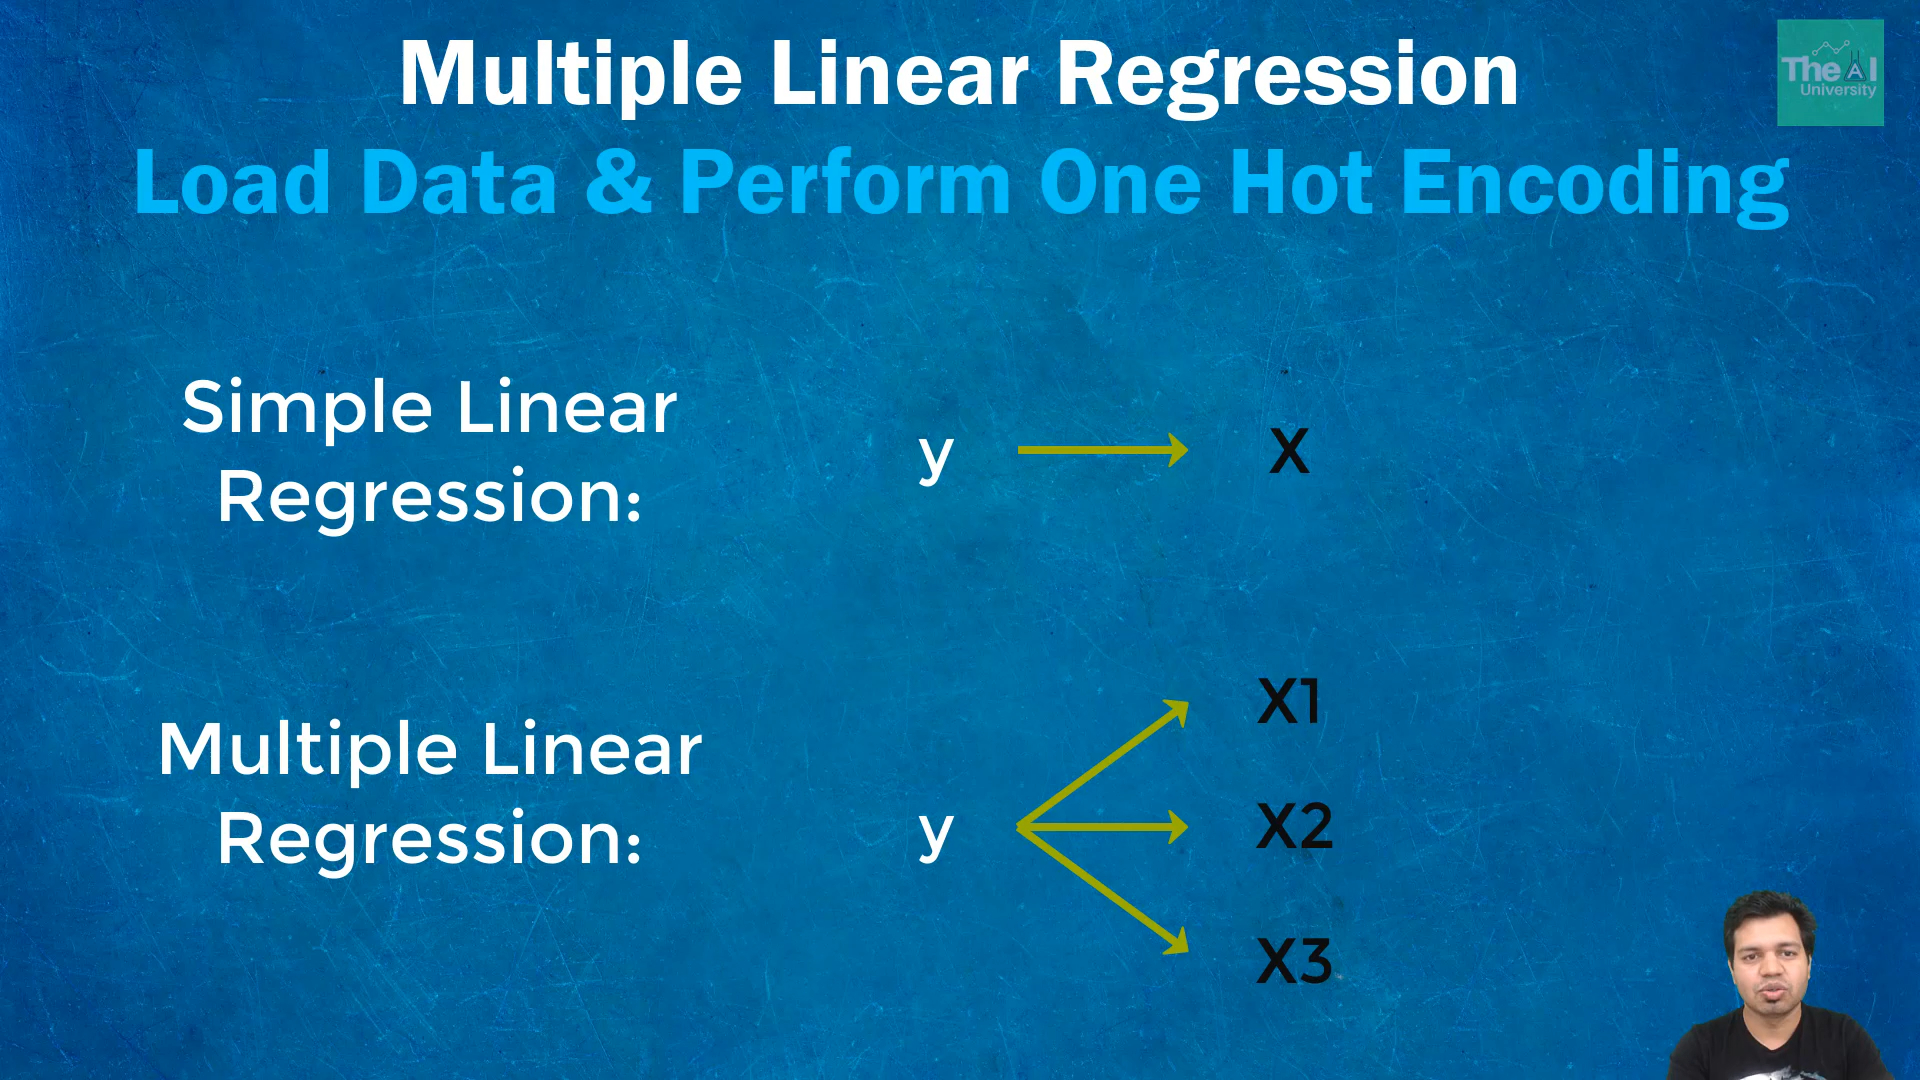 Multiple Linear Regression
Load Data & Perform One Hot Encoding
The AI
University
Simple Linear
Regression:
y
X
Multiple Linear
Regression:
y
X1
X2
X3